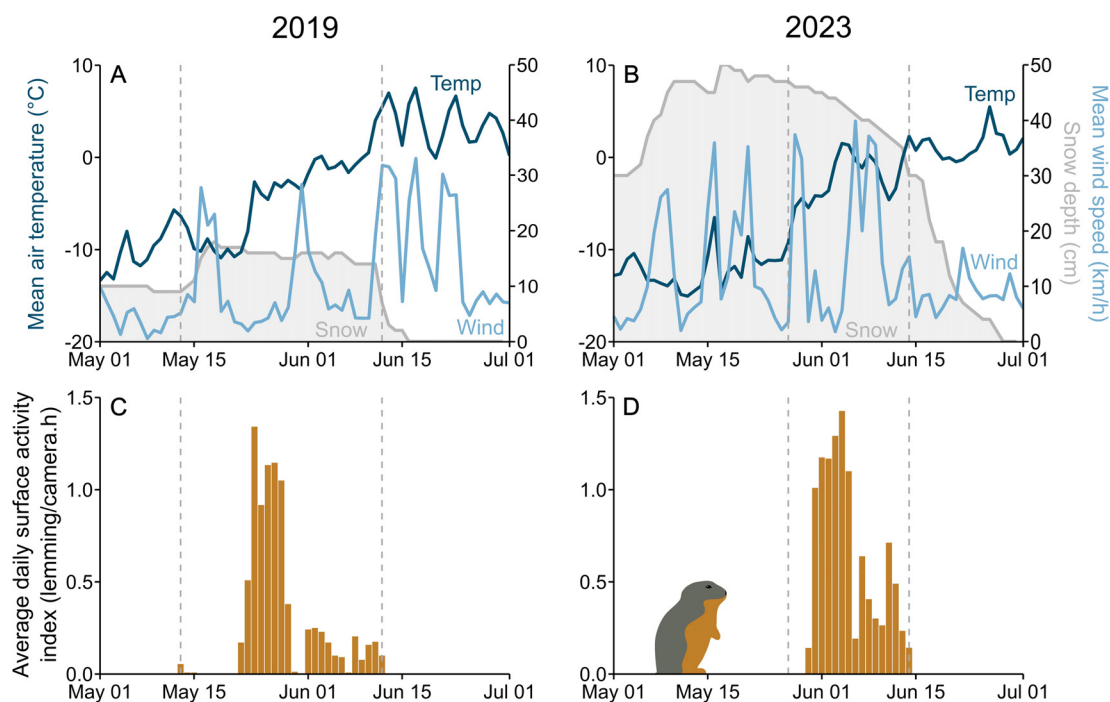 2019
2023
A
Temp
Snow
Wind
10
0
-10
-20
Mean air temperature (°C)
50
40
30
20
10
0
May 01
May 15
Jun 01
Jun 15
Jul 01
B
Temp
Wind
Snow
10
0
-10
-20
50
40
30
20
10
0
Snow depth (cm)
Mean wind speed (km/h)
May 01
May 15
Jun 01
Jun 15
Jul 01
C
1.5
1.0
0.5
0.0
Average daily surface activity
index (lemming/camera.h)
May 01
May 15
Jun 01
Jun 15
Jul 01
D
1.5
1.0
0.5
0.0
May 01
May 15
Jun 01
Jun 15
Jul 01